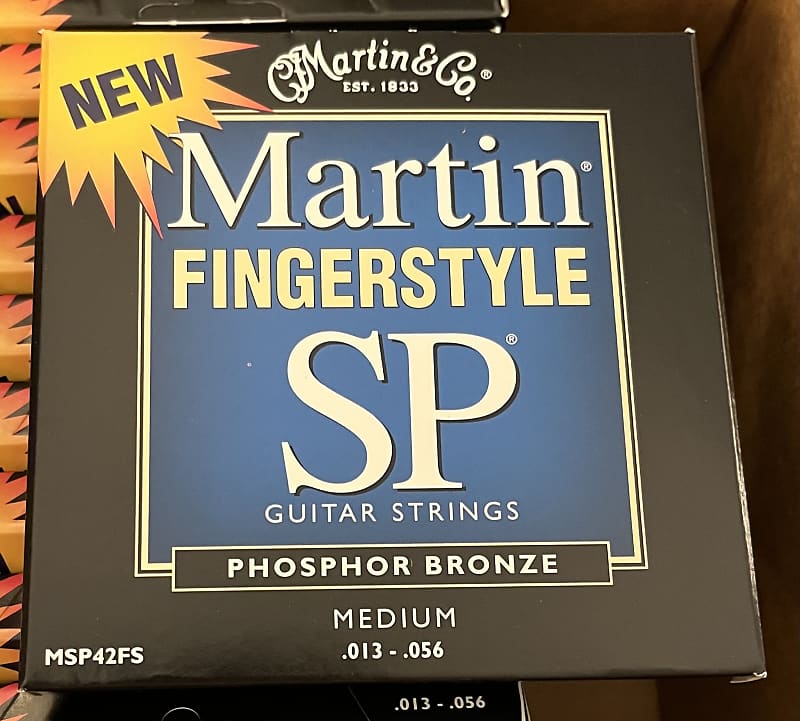 NEW
CFMartin & Co. ®
EST. 1833
Martin®
FINGERSTYLE
SP®
GUITAR STRINGS
PHOSPHOR BRONZE
MEDIUM
.013 - .056
MSP42FS
.013 - .056